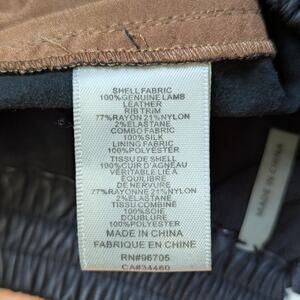 SHELL FABRIC
100%GENUINE LAMB
LEATHER
RIB TRIM
77%RAYON 21%NYLON
2%ELASTANE
COMBO FABRIC
100%SILK
LINING FABRIC
100%POLYESTER
TISSU DE SHELL
100%CUIR D'AGNEAU
VÉRITABLE LIÉ A
ÉQUILIBRE
DE NERVURE
77%RAYONNE 21%NYLON
2%ELASTANE
TISSU COMBINÉ
100%SOIE
DOUBLURE
100%POLYESTER
MADE IN CHINA
FABRIQUE EN CHINE
RN#96705
CA#34460
MADE IN CHINA